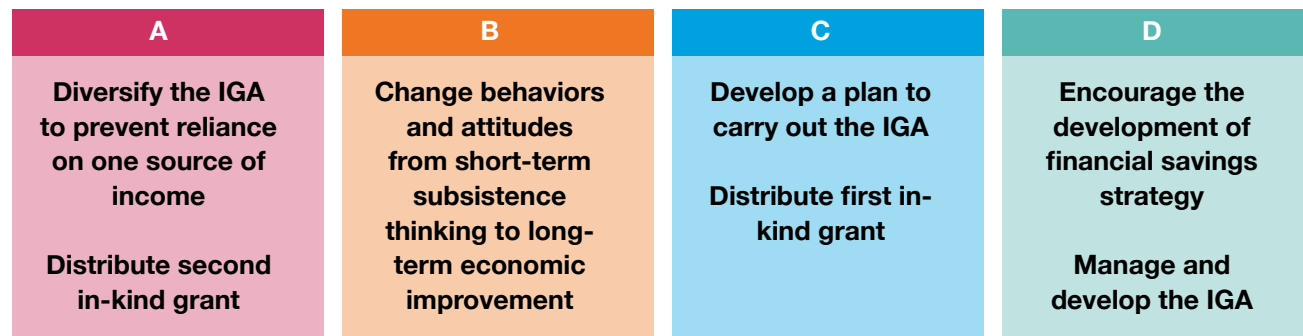 A
Diversify the IGA
to prevent reliance
on one source of
income
Distribute second
in-kind grant
B
Change behaviors
and attitudes
from short-term
subsistence
thinking to long-
term economic
improvement
C
Develop a plan to
carry out the IGA
Distribute first in-
kind grant
D
Encourage the
development of
financial savings
strategy
Manage and
develop the IGA